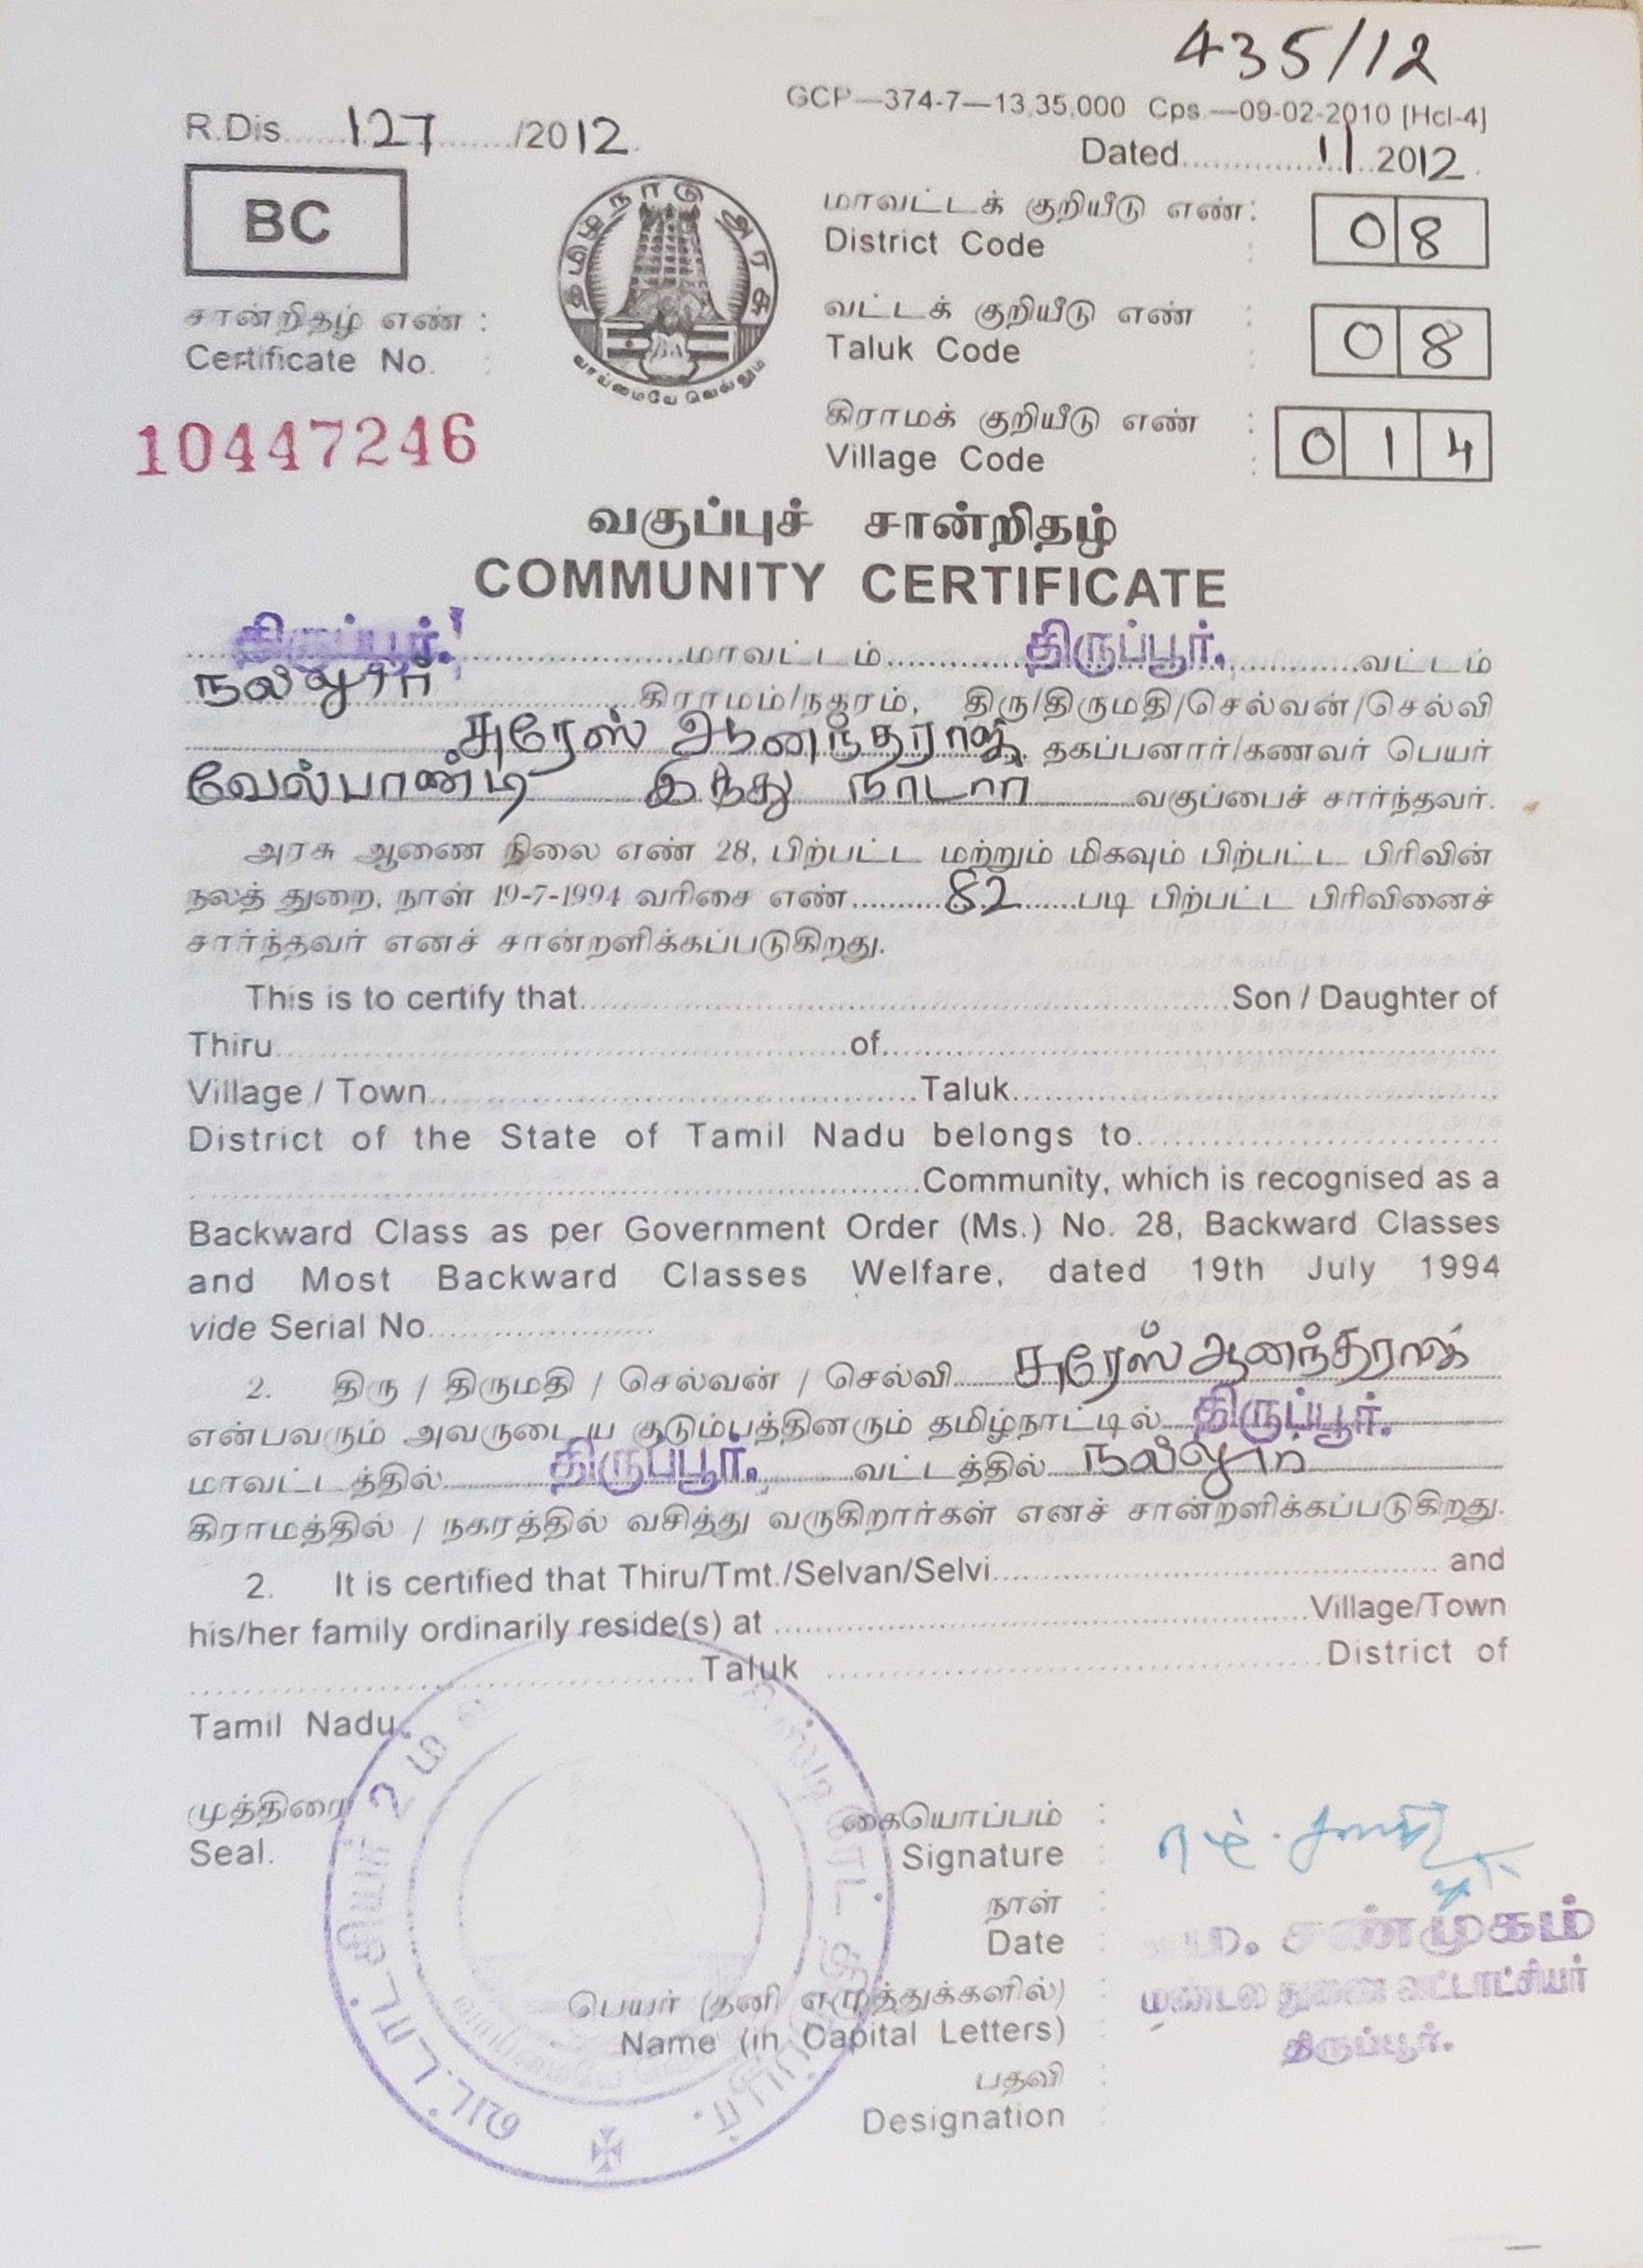 435/12
GCP—374-7—13,35,000 Cps.—09-02-2010 [Hcl-4]
R.Dis......127......../2012.
Dated..............11.2012.
BC
தமிழ்நாடு அரசு
வாய்மையே வெல்லும்
மாவட்டக் குறியீடு எண்:
District Code : 08
சான்றிதழ் எண் :
Certificate No. :
வட்டக் குறியீடு எண் :
Taluk Code : 08
10447246
கிராமக் குறியீடு எண் :
Village Code : 014
வகுப்புச் சான்றிதழ்
COMMUNITY CERTIFICATE
திருப்பூர்.......................மாவட்டம்..............திருப்பூர்...............வட்டம்
நல்லூர்......................கிராமம்/நகரம், திரு/திருமதி/செல்வன்/செல்வி
சுரேஸ் ஆனந்தராஜ் தகப்பனார்/கணவர் பெயர்
வேல்பாண்டி இந்து நாடார் .........வகுப்பைச் சார்ந்தவர்.
அரசு ஆணை நிலை எண் 28, பிற்பட்ட மற்றும் மிகவும் பிற்பட்ட பிரிவின்
நலத் துறை, நாள் 19-7-1994 வரிசை எண்..........82......படி பிற்பட்ட பிரிவினைச்
சார்ந்தவர் எனச் சான்றளிக்கப்படுகிறது.
This is to certify that................................................Son / Daughter of
Thiru................................................of................................................
Village / Town................................................Taluk................................................
District of the State of Tamil Nadu belongs to................................
................................................Community, which is recognised as a
Backward Class as per Government Order (Ms.) No. 28, Backward Classes
and Most Backward Classes Welfare, dated 19th July 1994
vide Serial No......................
2. திரு / திருமதி / செல்வன் / செல்வி.....சுரேஸ் ஆனந்தராஜ்
என்பவரும் அவருடைய குடும்பத்தினரும் தமிழ்நாட்டில்....திருப்பூர்.
மாவட்டத்தில்..........திருப்பூர்...........வட்டத்தில்....நல்லூர்
கிராமத்தில் / நகரத்தில் வசித்து வருகிறார்கள் எனச் சான்றளிக்கப்படுகிறது.
2. It is certified that Thiru/Tmt./Selvan/Selvi................................ and
his/her family ordinarily reside(s) at ................................Village/Town
................................Taluk ................................District of
Tamil Nadu.
முத்திரை
Seal.
கையொப்பம் :
Signature :
நாள் :
Date :
ம. சண்முகம்
மண்டல துணை வட்டாட்சியர்
திருப்பூர்.
பெயர் (தனி எழுத்துக்களில்) :
Name (in Capital Letters) :
பதவி :
Designation :